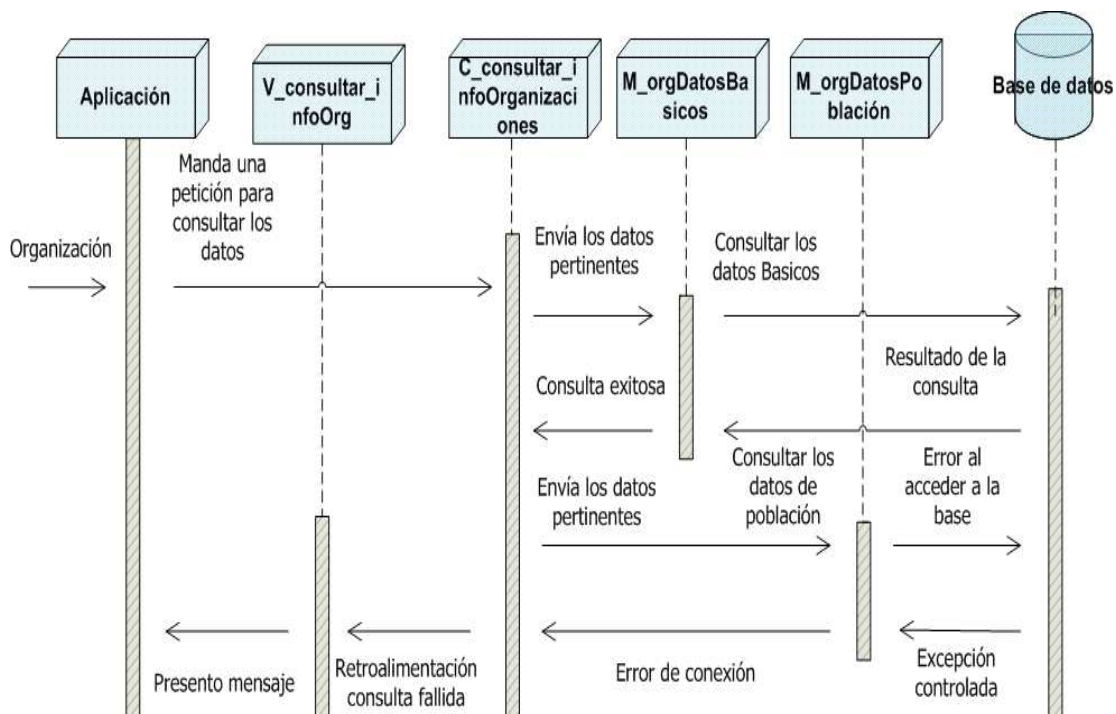 Aplicación
V_consultar_i
nfoOrg
C_consultar_i
nfoOrganizaci
ones
M_orgDatosBa
sicos
M_orgDatosPo
blación
Base de datos
Manda una
petición para
consultar los
datos
Organización
Envía los datos
pertinentes
Consultar los
datos Basicos
Resultado de la
consulta
Consulta exitosa
Envía los datos
pertinentes
Consultar los
datos de
población
Error al
acceder a la
base
Presento mensaje
Retroalimentación
consulta fallida
Error de conexión
Excepción
controlada